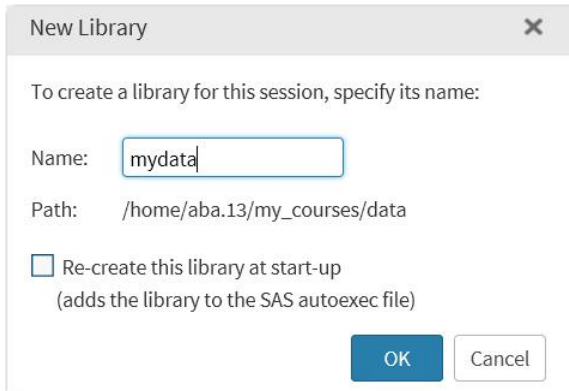 New Library
To create a library for this session, specify its name:
Name: mydata
Path: /home/aba.13/my_courses/data
Re-create this library at start-up
(adds the library to the SAS autoexec file)
OK Cancel